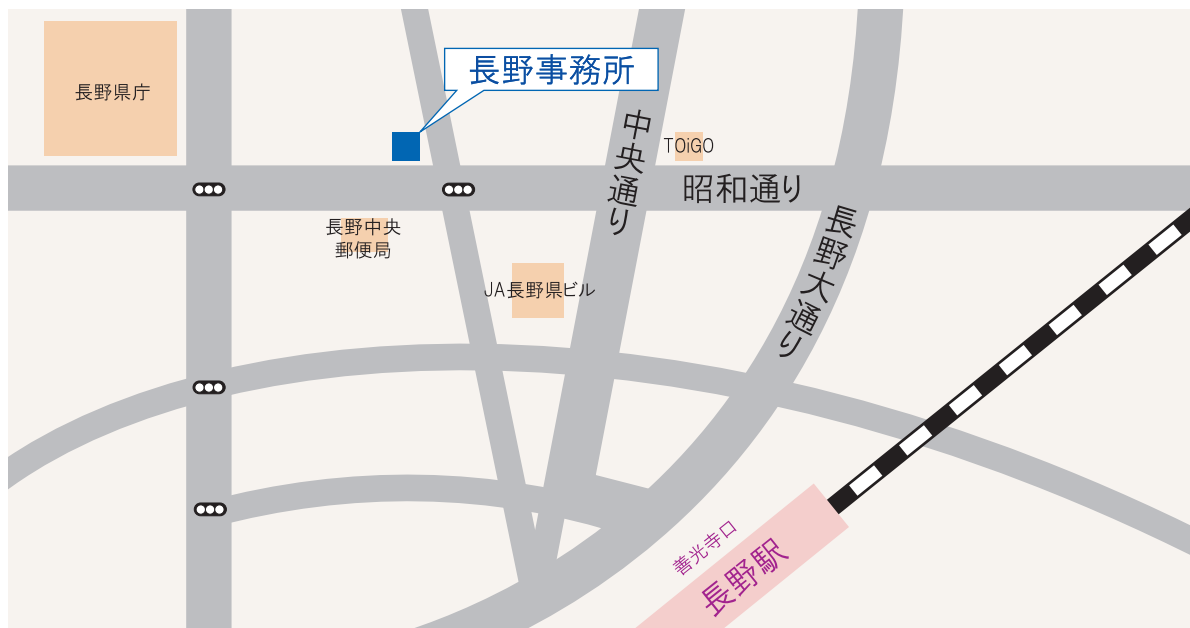 長野県庁
長野事務所
中央通り
TOiGO
昭和通り
長野中央
郵便局
長野大通り
JA長野県ビル
善光寺口
長野駅